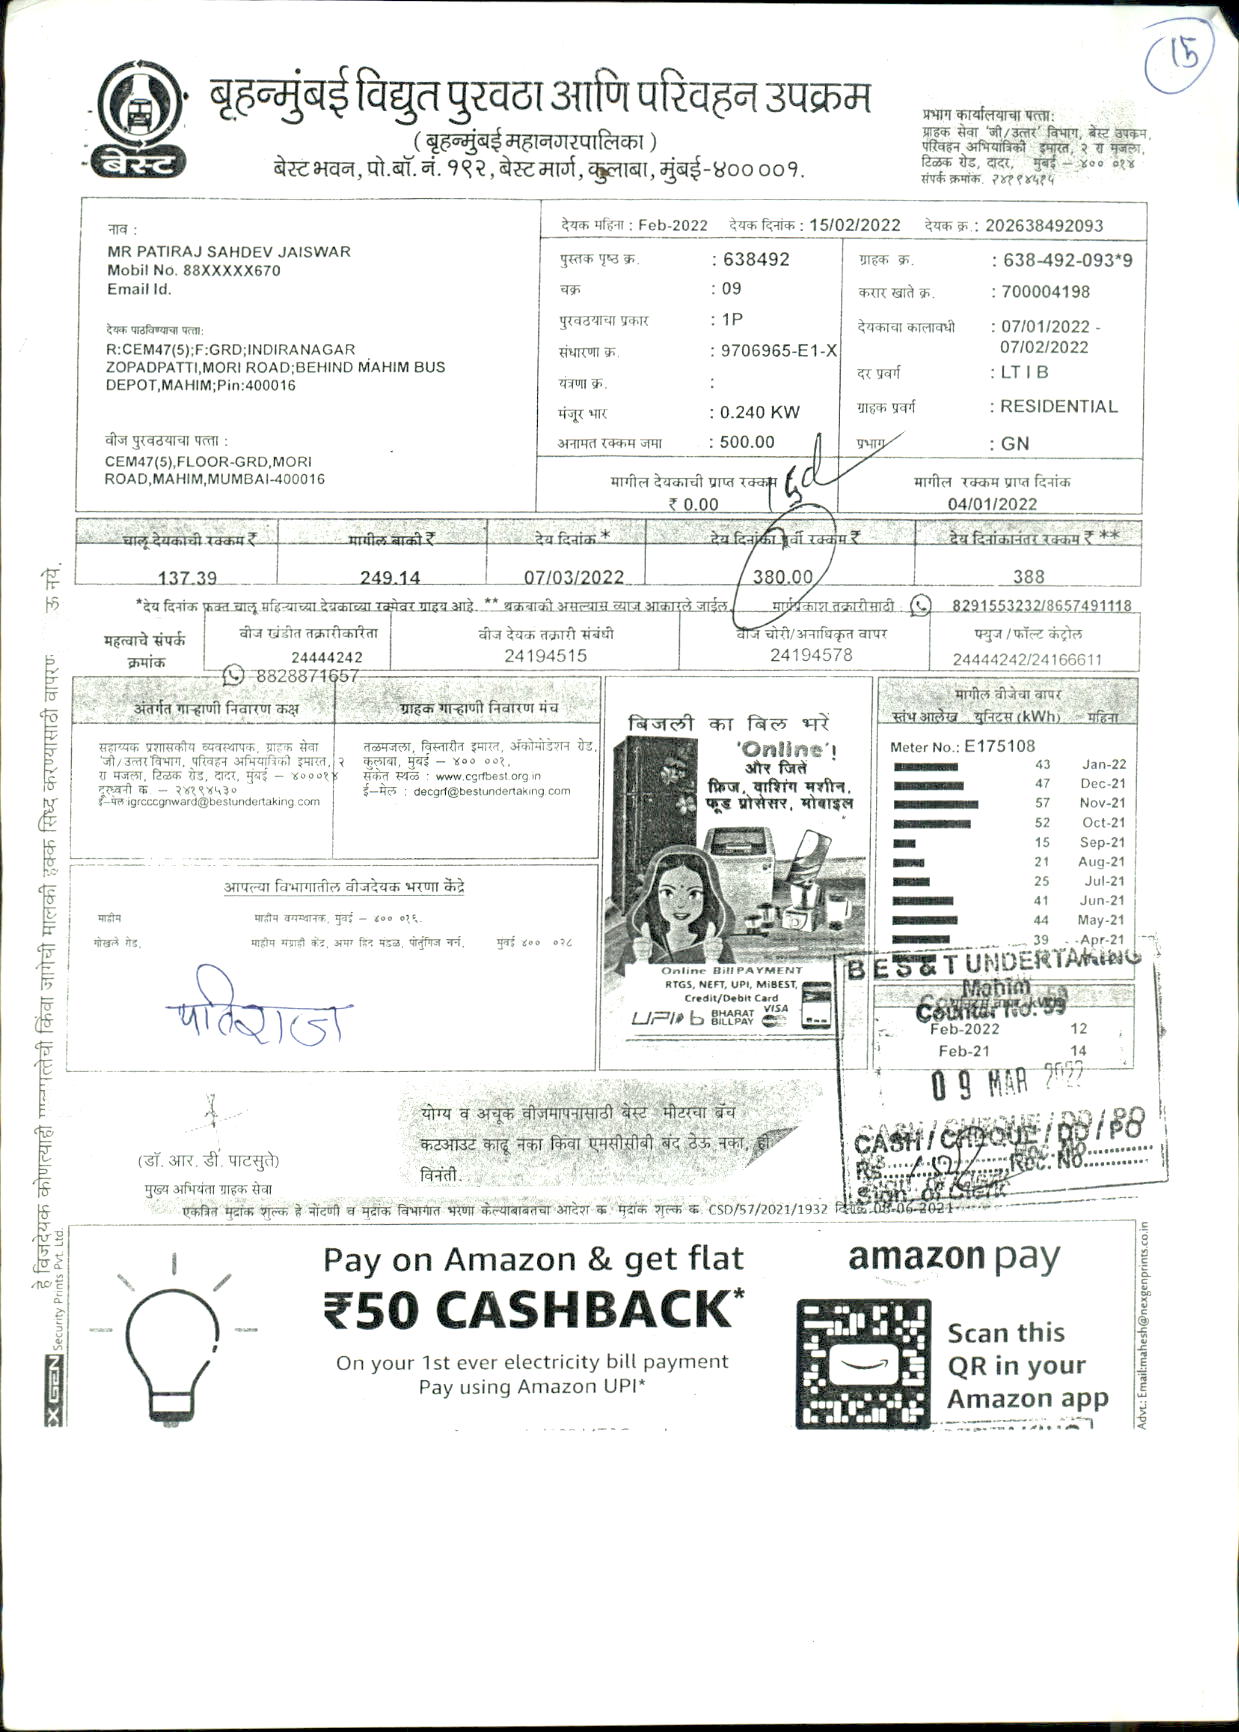 15
बृहन्मुंबई विद्युत पुरवठा आणि परिवहन उपक्रम
( बृहन्मुंबई महानगरपालिका )
बेस्ट भवन, पो.बॉ. नं. १९२, बेस्ट मार्ग, कुलाबा, मुंबई-४०० ००१.
बेस्ट
प्रभाग कार्यालयाचा पत्ता:
ग्राहक सेवा 'जी/उत्तर' विभाग, बेस्ट उपक्रम,
परिवहन अभियांत्रिकी इमारत, २ रा मजला,
टिळक रोड, दादर, मुंबई – ४०० ०१४
संपर्क क्रमांक. २४१९४५१५
नाव :
MR PATIRAJ SAHDEV JAISWAR
Mobil No. 88XXXXX670
Email Id.
देयक पाठविण्याचा पत्ता:
R:CEM47(5);F:GRD;INDIRANAGAR
ZOPADPATTI,MORI ROAD;BEHIND MAHIM BUS
DEPOT,MAHIM;Pin:400016
वीज पुरवठयाचा पत्ता :
CEM47(5),FLOOR-GRD,MORI
ROAD,MAHIM,MUMBAI-400016
देयक महिना : Feb-2022 देयक दिनांक : 15/02/2022 देयक क्र : 202638492093
पुस्तक पृष्ठ क्र. : 638492
चक्र : 09
पुरवठयाचा प्रकार : 1P
संधारणा क्र. : 9706965-E1-X
यंत्रणा क्र. :
मंजूर भार : 0.240 KW
अनामत रक्कम जमा : 500.00
ग्राहक क्र. : 638-492-093*9
करार खाते क्र. : 700004198
देयकाचा कालावधी : 07/01/2022 -
07/02/2022
दर प्रवर्ग : LT I B
ग्राहक प्रवर्ग : RESIDENTIAL
प्रभाग : GN
मागील देयकाची प्राप्त रक्कम
₹ 0.00
मागील रक्कम प्राप्त दिनांक
04/01/2022
चालू देयकाची रक्कम ₹ मागील बाकी ₹ देय दिनांक * देय दिनांका पूर्वी रक्कम ₹ देय दिनांकानंतर रक्कम ₹ **
137.39 249.14 07/03/2022 380.00 388
*देय दिनांक फक्त चालू महिन्याच्या देयकाच्या रक्मेवर ग्राहय आहे. ** थकबाकी असल्यास व्याज आकारले जाईल. मार्गप्रकाश तक्रारीसाठी : 8291553232/8657491118
महत्वाचे संपर्क क्रमांक
वीज खंडीत तक्रारीकरिता वीज देयक तक्रारी संबंधी वीज चोरी/अनाधिकृत वापर फ्युज / फॉल्ट कंट्रोल
24444242 24194515 24194578 24444242/24166611
8828871657
अंतर्गत गाऱ्हाणी निवारण कक्ष
सहाय्यक प्रशासकीय व्यवस्थापक, ग्राहक सेवा
'जी/उत्तर'विभाग, परिवहन अभियांत्रिकी इमारत, २
रा मजला, टिळक रोड, दादर, मुंबई – ४०००१४
दूरध्वनी क्र – २४१९४५३०
ई–मेल igrcccgnward@bestundertaking.com
ग्राहक गाऱ्हाणी निवारण मंच
तळमजला, विस्तारीत इमारत, अ‍ॅकोमोडेशन रोड,
कुलाबा, मुंबई – ४०० ००१.
संकेत स्थळ : www.cgrfbest.org.in
ई–मेल : decgrf@bestundertaking.com
आपल्या विभागातील वीजदेयक भरणा केंद्रे
माहीम माहीम बसस्थानक, मुंबई – ४०० ०१६.
गोखले रोड, मुंबई ४०० ०२८
पतिराज
बिजली का बिल भरें
'Online'!
और जितें
फ्रिज, वाशिंग मशीन,
फूड प्रोसेसर, मोबाइल
Online Bill PAYMENT
RTGS, NEFT, UPI, MiBEST,
Credit/Debit Card
UPI BHARAT BILLPAY VISA
मागील वीजेचा वापर
स्तंभ आलेख युनिटस (kWh) महिना
Meter No.: E175108
43 Jan-22
47 Dec-21
57 Nov-21
52 Oct-21
15 Sep-21
21 Aug-21
25 Jul-21
41 Jun-21
44 May-21
39 Apr-21
Feb-2022 12
Feb-21 14
BES&T UNDERTAKING
Mahim
Counter No. 59
09 MAR 2022
CASH / CHEQUE / DD / PO
Rs. Rec. No.
Sign. of Clerk
(डॉ. आर. डी. पाटसुते)
मुख्य अभियंता ग्राहक सेवा
योग्य व अचूक वीजमापनासाठी बेस्ट मीटरचा ब्रंच
कटआउट काढू नका किंवा एमसीसीबी बंद ठेऊ नका, ही
विनंती.
एकत्रित मुद्रांक शुल्क हे नोंदणी व मुद्रांक विभागात भरणा केल्याबाबतचा आदेश क्र. मुद्रांक शुल्क क्र. CSD/57/2021/1932 दिनांक 08-06-2021
Pay on Amazon & get flat
₹50 CASHBACK*
On your 1st ever electricity bill payment
Pay using Amazon UPI*
amazon pay
Scan this
QR in your
Amazon app
X GEN Security Prints Pvt. Ltd.
Advt.: Email:mahesh@nexgenprints.co.in